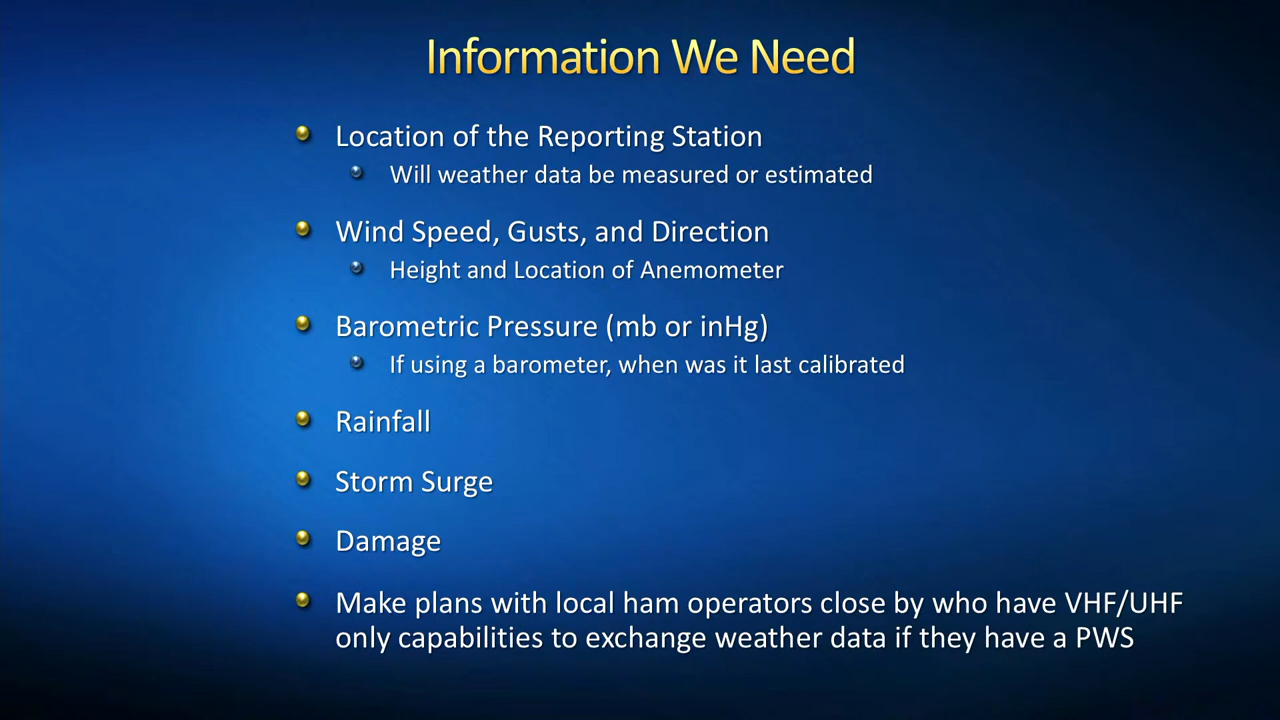 Information We Need
Location of the Reporting Station
Will weather data be measured or estimated
Wind Speed, Gusts, and Direction
Height and Location of Anemometer
Barometric Pressure (mb or inHg)
If using a barometer, when was it last calibrated
Rainfall
Storm Surge
Damage
Make plans with local ham operators close by who have VHF/UHF
only capabilities to exchange weather data if they have a PWS